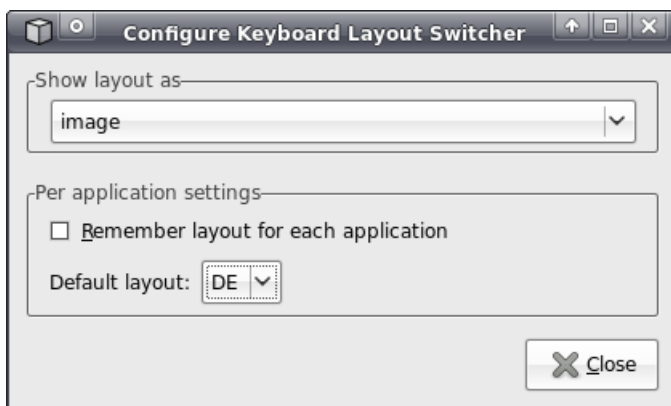 Configure Keyboard Layout Switcher
Show layout as
image
Per application settings
Remember layout for each application
Default layout: DE
Close